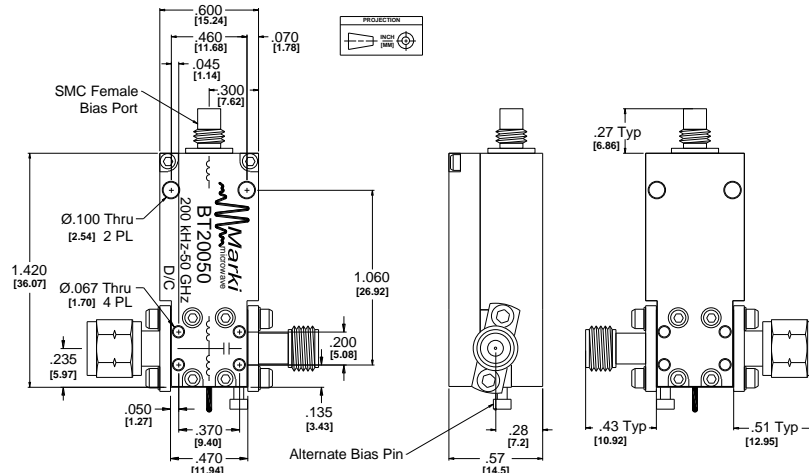 .600
[15.24]
.460
[11.68]
.070
[1.78]
.045
[1.14]
.300
[7.62]
PROJECTION
INCH
[MM]
SMC Female
Bias Port
.27 Typ
[6.86]
Ø.100 Thru
[2.54] 2 PL
Marki
microwave
BT20050
200 kHz-50 GHz
D/C
1.420
[36.07]
1.060
[26.92]
Ø.067 Thru
[1.70] 4 PL
.235
[5.97]
.200
[5.08]
.050
[1.27]
.135
[3.43]
.370
[9.40]
.470
[11.94]
Alternate Bias Pin
.28
[7.2]
.57
[14.5]
.43 Typ
[10.92]
.51 Typ
[12.95]